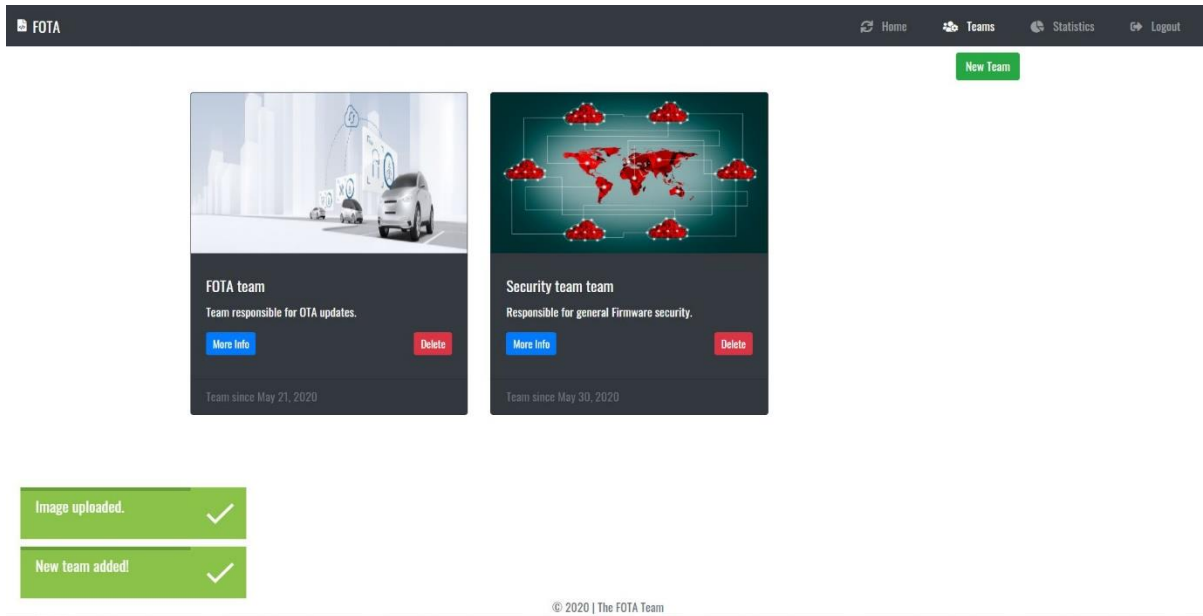 FOTA
Home
Teams
Statistics
Logout
New Team
FOTA team
Team responsible for OTA updates.
More Info
Delete
Team since May 21, 2020
Security team team
Responsible for general Firmware security.
More Info
Delete
Team since May 30, 2020
Image uploaded.
New team added!
© 2020 | The FOTA Team